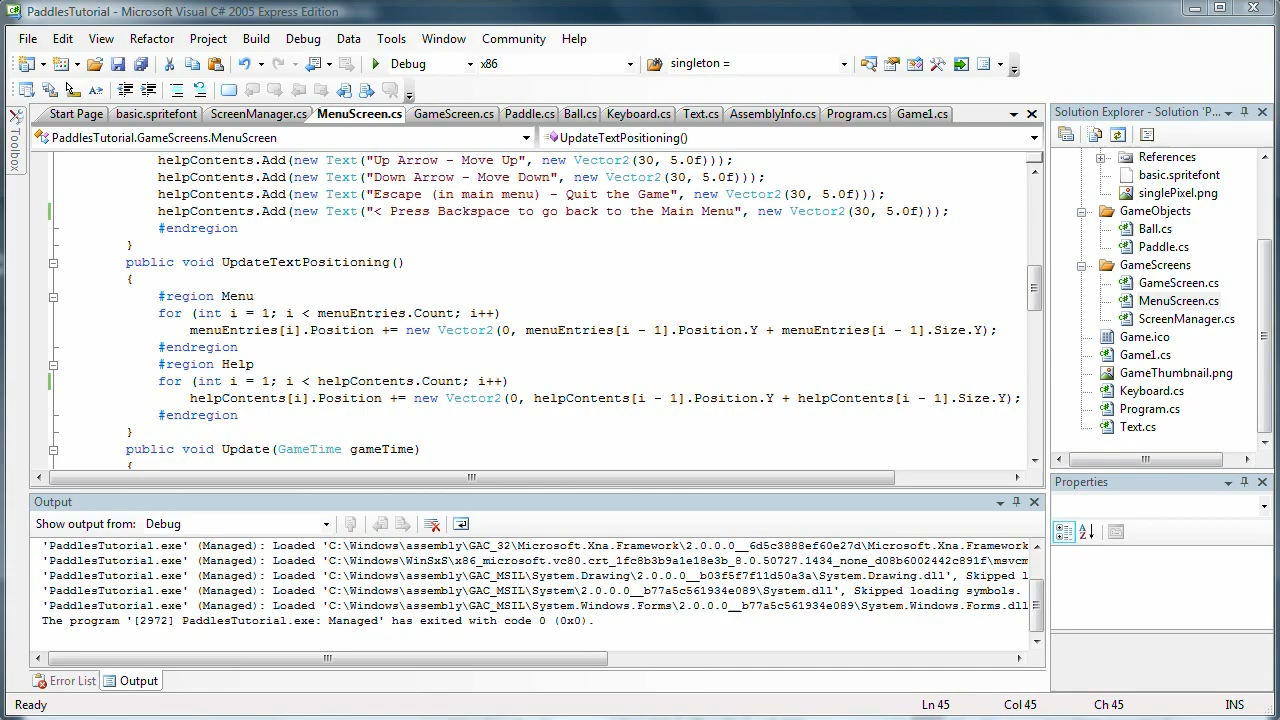 PaddlesTutorial - Microsoft Visual C# 2005 Express Edition
File Edit View Refactor Project Build Debug Data Tools Window Community Help
Debug x86 singleton =
Start Page basic.spritefont ScreenManager.cs MenuScreen.cs GameScreen.cs Paddle.cs Ball.cs Keyboard.cs Text.cs AssemblyInfo.cs Program.cs Game1.cs
PaddlesTutorial.GameScreens.MenuScreen UpdateTextPositioning()
Toolbox
helpContents.Add(new Text("Up Arrow - Move Up", new Vector2(30, 5.0f)));
helpContents.Add(new Text("Down Arrow - Move Down", new Vector2(30, 5.0f)));
helpContents.Add(new Text("Escape (in main menu) - Quit the Game", new Vector2(30, 5.0f)));
helpContents.Add(new Text("< Press Backspace to go back to the Main Menu", new Vector2(30, 5.0f)));
#endregion
}
public void UpdateTextPositioning()
{
#region Menu
for (int i = 1; i < menuEntries.Count; i++)
menuEntries[i].Position += new Vector2(0, menuEntries[i - 1].Position.Y + menuEntries[i - 1].Size.Y);
#endregion
#region Help
for (int i = 1; i < helpContents.Count; i++)
helpContents[i].Position += new Vector2(0, helpContents[i - 1].Position.Y + helpContents[i - 1].Size.Y);
#endregion
}
public void Update(GameTime gameTime)
{
Solution Explorer - Solution 'P...
References
basic.spritefont
singlePixel.png
GameObjects
Ball.cs
Paddle.cs
GameScreens
GameScreen.cs
MenuScreen.cs
ScreenManager.cs
Game.ico
Game1.cs
GameThumbnail.png
Keyboard.cs
Program.cs
Text.cs
Properties
Output
Show output from: Debug
'PaddlesTutorial.exe' (Managed): Loaded 'C:\Windows\assembly\GAC_32\Microsoft.Xna.Framework\2.0.0.0__6d5c3888ef60e27d\Microsoft.Xna.Framework
'PaddlesTutorial.exe' (Managed): Loaded 'C:\Windows\WinSxS\x86_microsoft.vc80.crt_1fc8b3b9a1e18e3b_8.0.50727.1434_none_d08b6002442c891f\msvcm
'PaddlesTutorial.exe' (Managed): Loaded 'C:\Windows\assembly\GAC_MSIL\System.Drawing\2.0.0.0__b03f5f7f11d50a3a\System.Drawing.dll', Skipped l
'PaddlesTutorial.exe' (Managed): Loaded 'C:\Windows\assembly\GAC_MSIL\System\2.0.0.0__b77a5c561934e089\System.dll', Skipped loading symbols.
'PaddlesTutorial.exe' (Managed): Loaded 'C:\Windows\assembly\GAC_MSIL\System.Windows.Forms\2.0.0.0__b77a5c561934e089\System.Windows.Forms.dll
The program '[2972] PaddlesTutorial.exe: Managed' has exited with code 0 (0x0).
Error List Output
Ready Ln 45 Col 45 Ch 45 INS